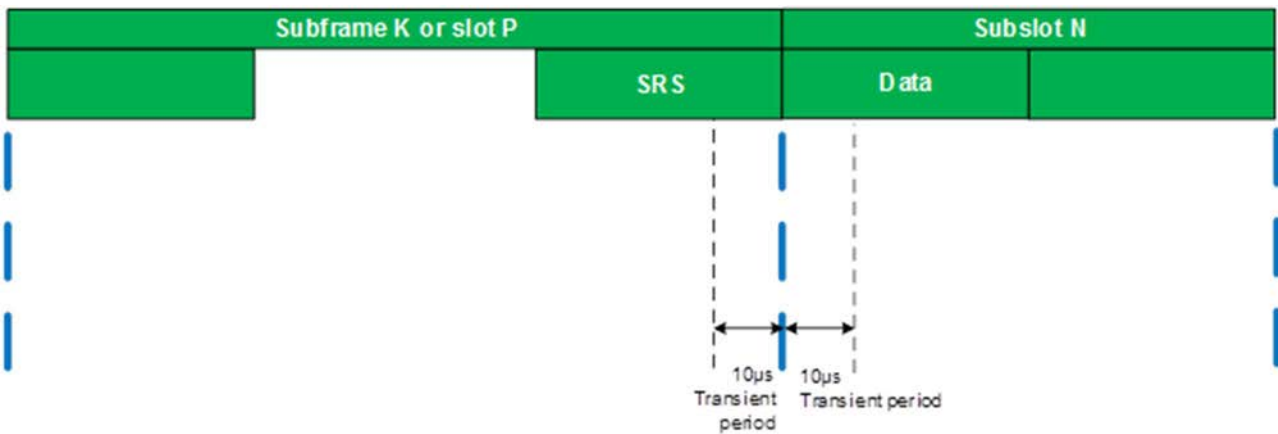 Subframe K or slot P
Subslot N
SRS
Data
10µs
Transient
period
10µs
Transient period